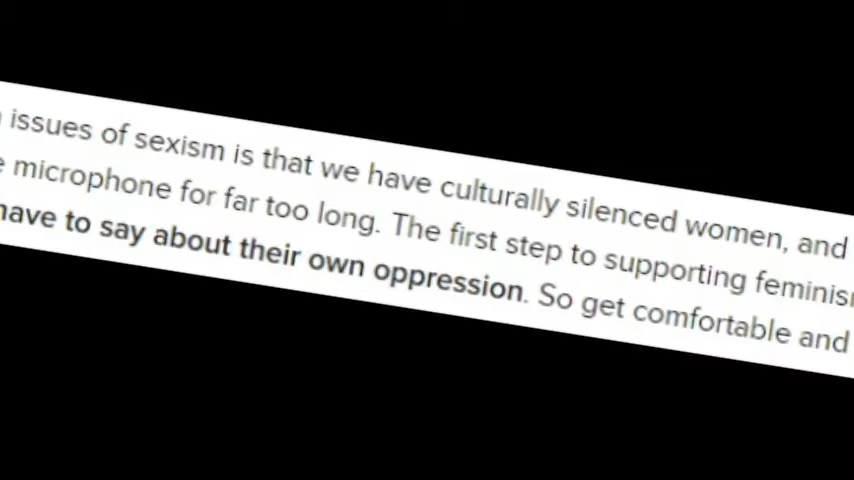 issues of sexism is that we have culturally silenced women, and
microphone for far too long. The first step to supporting feminism
have to say about their own oppression. So get comfortable and